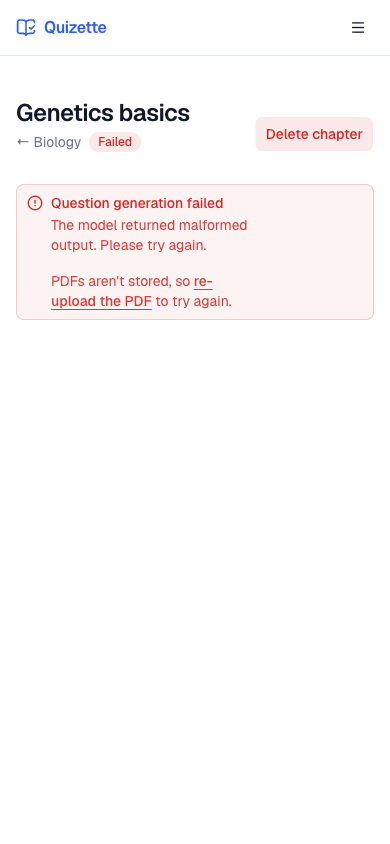 Quizette
Genetics basics
← Biology
Failed
Delete chapter
Question generation failed
The model returned malformed
output. Please try again.
PDFs aren't stored, so re-
upload the PDF to try again.